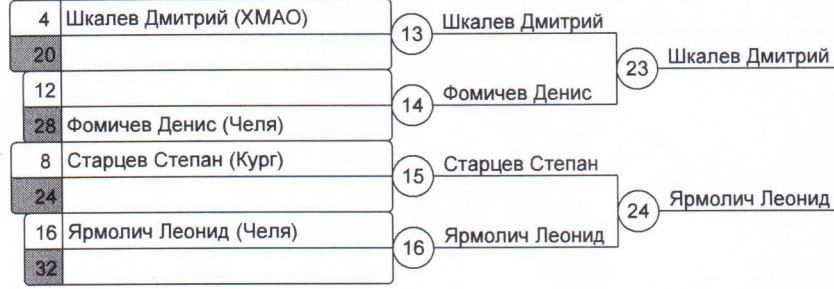 4 Шкалев Дмитрий (ХМАО)
20
12
28 Фомичев Денис (Челя)
8 Старцев Степан (Кург)
24
16 Ярмолич Леонид (Челя)
32
13 Шкалев Дмитрий
14 Фомичев Денис
15 Старцев Степан
16 Ярмолич Леонид
23 Шкалев Дмитрий
24 Ярмолич Леонид